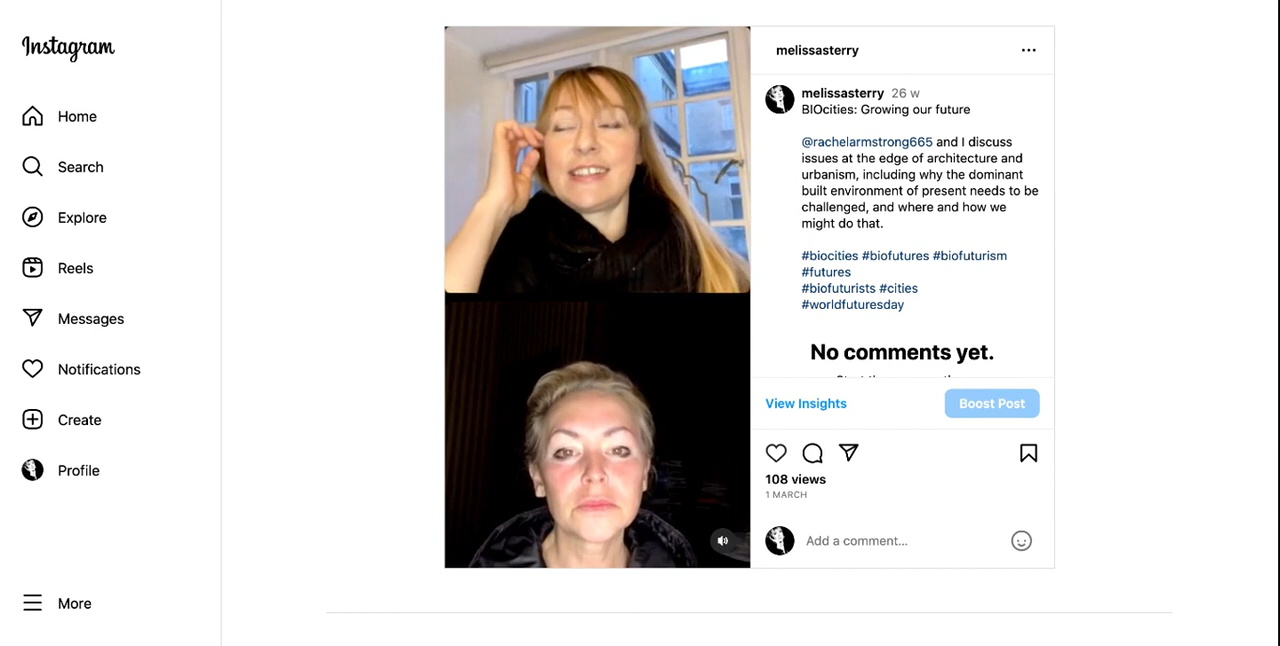 Instagram
Home
Search
Explore
Reels
Messages
Notifications
Create
Profile
More
melissasterry
melissasterry 26 w
BIOcities: Growing our future
@rachelarmstrong665 and I discuss
issues at the edge of architecture and
urbanism, including why the dominant
built environment of present needs to be
challenged, and where and how we
might do that.
#biocities #biofutures #biofuturism
#futures
#biofuturists #cities
#worldfuturesday
No comments yet.
View Insights
Boost Post
108 views
1 MARCH
Add a comment...